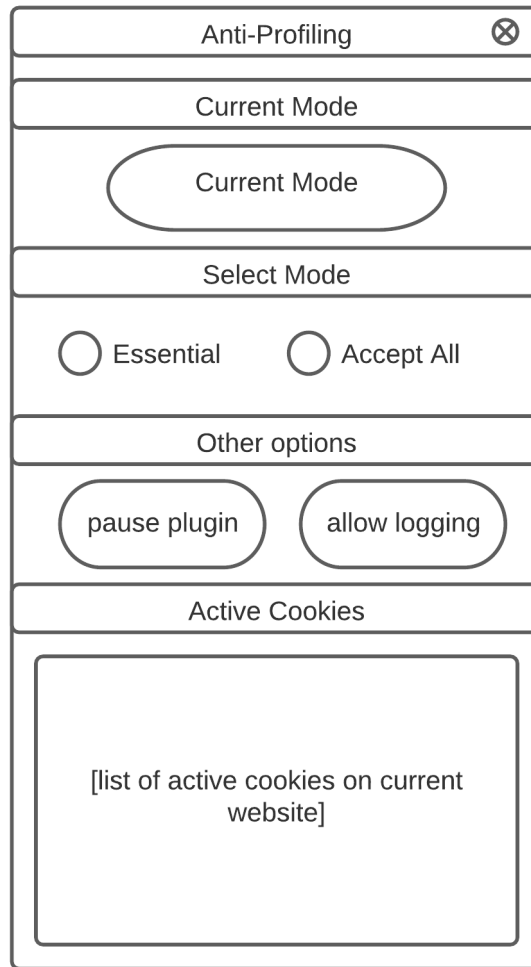 Anti-Profiling
Current Mode
Current Mode
Select Mode
Essential
Accept All
Other options
pause plugin
allow logging
Active Cookies
[list of active cookies on current
website]